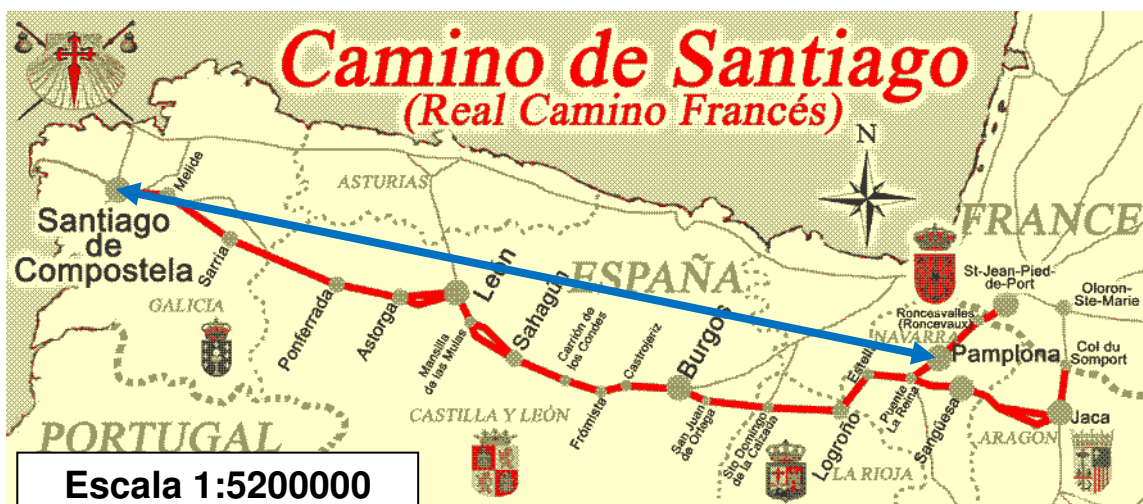 Camino de Santiago
(Real Camino Francés)
N
ASTURIAS
FRANCE
ESPAÑA
Melide
Santiago
de
Compostela
Sarria
GALICIA
Ponferrada
Astorga
León
Mansilla
de las Mulas
Sahagún
Carrión de
los Condes
Frómista
Castrojeriz
Burgos
San Juan
de Ortega
Sto Domingo
de la Calzada
Logroño
Estella
Puente
La Reina
NAVARRA
Pamplona
Roncesvalles
(Roncevaux)
St-Jean-Pied-
de-Port
Oloron-
Ste-Marie
Col du
Somport
Jaca
Sangüesa
ARAGON
LA RIOJA
CASTILLA Y LEÓN
PORTUGAL
Escala 1:5200000